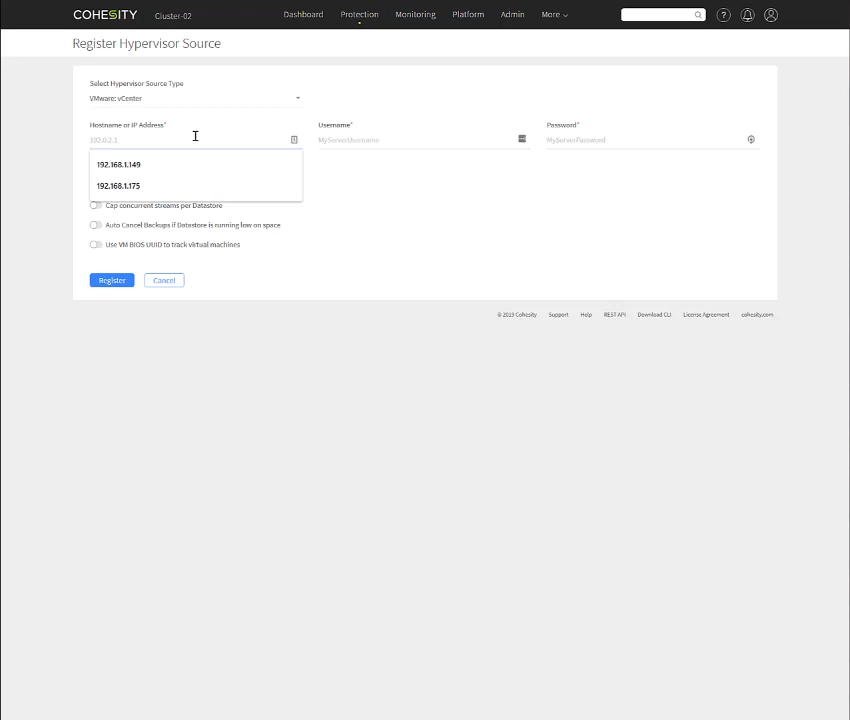 COHESITY Cluster-02 Dashboard Protection Monitoring Platform Admin More
Register Hypervisor Source
Select Hypervisor Source Type
VMware: vCenter
Hostname or IP Address* Username* Password*
192.0.2.1 MyServerUsername MyServerPassword
192.168.1.149
192.168.1.175
Cap concurrent streams per Datastore
Auto Cancel Backups if Datastore is running low on space
Use VM BIOS UUID to track virtual machines
Register Cancel
© 2019 Cohesity Support Help REST API Download CLI License Agreement cohesity.com